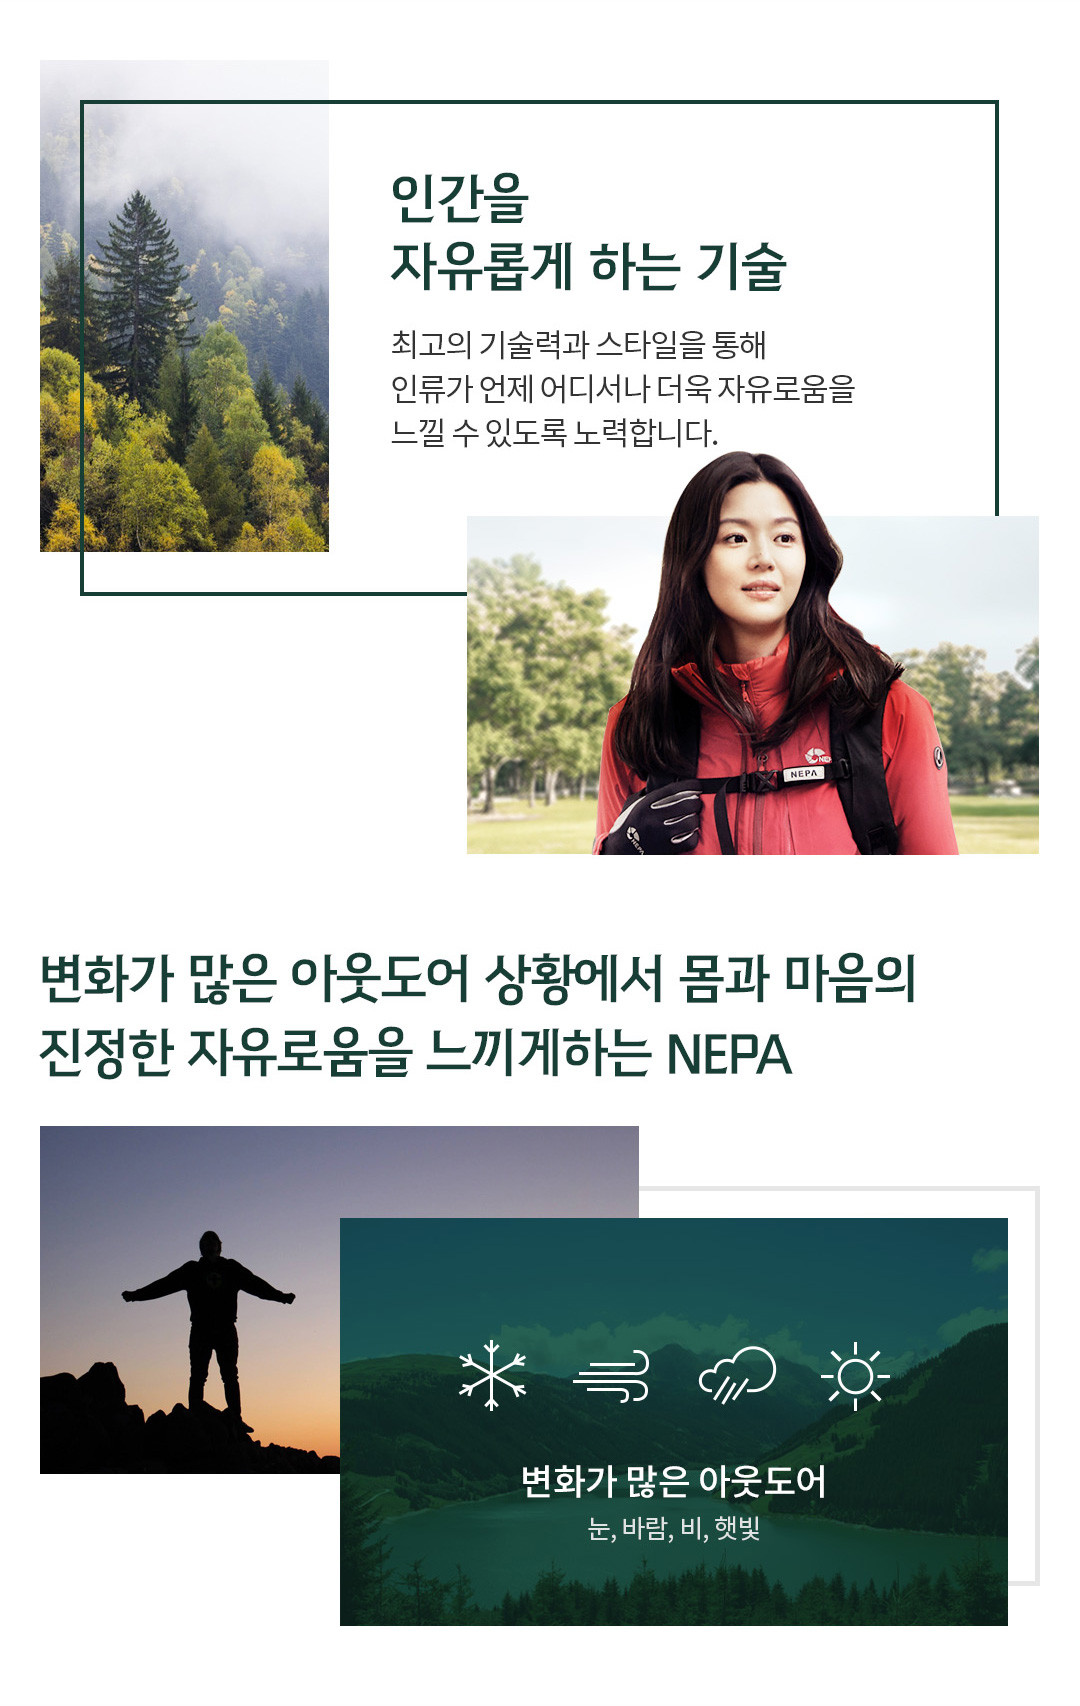 인간을
자유롭게 하는 기술
최고의 기술력과 스타일을 통해
인류가 언제 어디서나 더욱 자유로움을
느낄 수 있도록 노력합니다.
NEPA
NEPA
변화가 많은 아웃도어 상황에서 몸과 마음의
진정한 자유로움을 느끼게하는 NEPA
변화가 많은 아웃도어
눈, 바람, 비, 햇빛